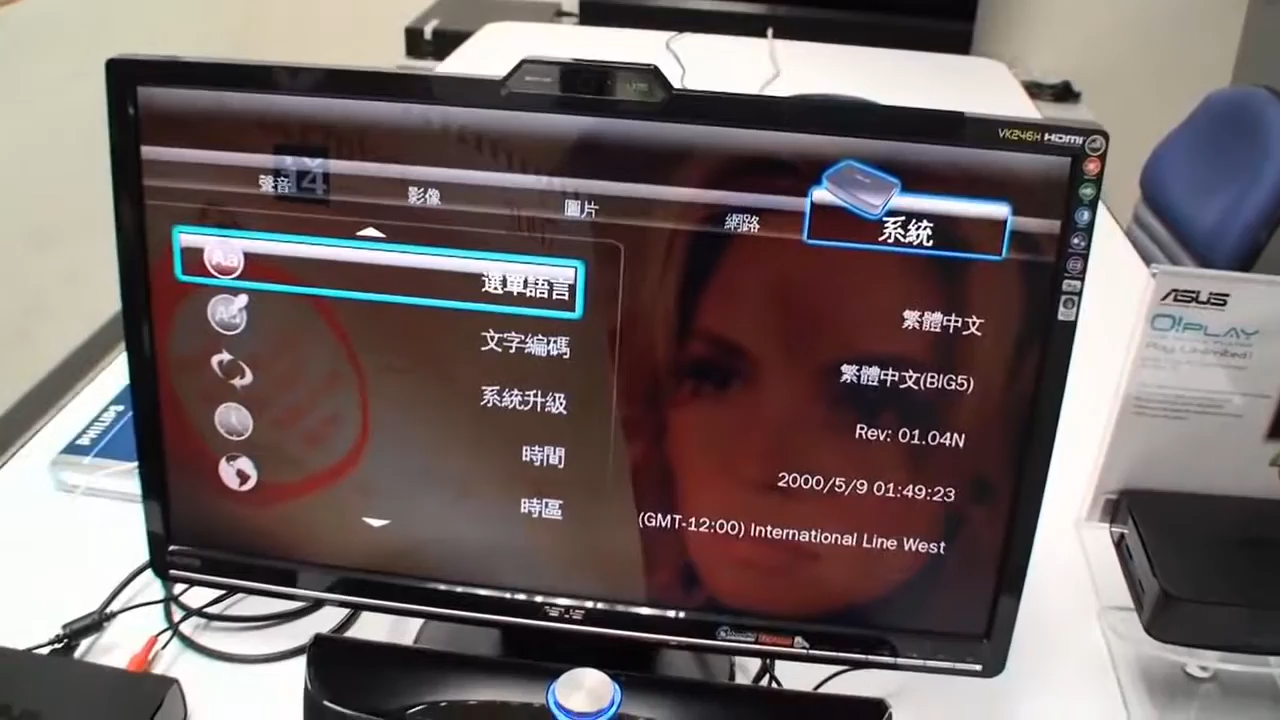 VK246H HDMI
聲音
14
影像
圖片
網路
系統
選單語言
繁體中文
文字編碼
繁體中文(BIG5)
系統升級
Rev: 01.04N
時間
2000/5/9 01:49:23
時區
(GMT-12:00) International Line West
Aa
PHILIPS
ASUS
O!PLAY
Play Unlimited!